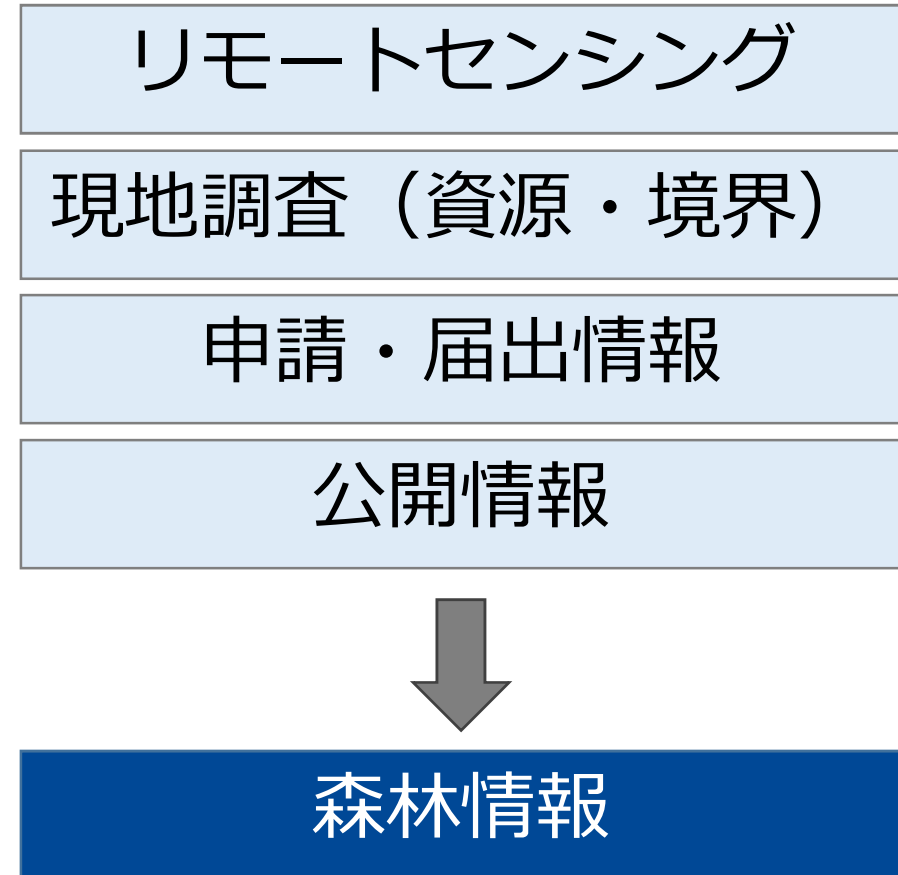 リモートセンシング
現地調査（資源・境界）
申請・届出情報
公開情報
森林情報